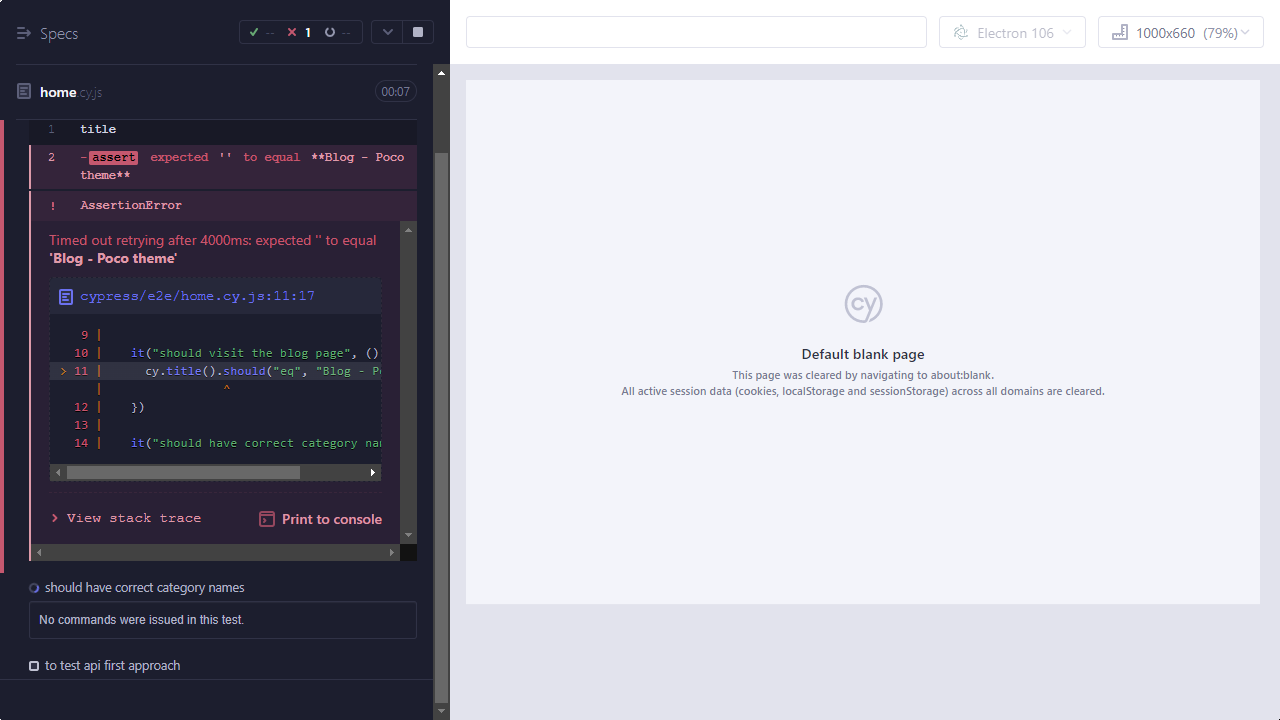 Specs
-- 1 --
Electron 106
1000x660 (79%)
home.cy.js
00:07
1 title
2 -assert expected '' to equal **Blog - Poco
theme**
! AssertionError
Timed out retrying after 4000ms: expected '' to equal
'Blog - Poco theme'
cypress/e2e/home.cy.js:11:17
9 |
10 | it("should visit the blog page", ()
> 11 | cy.title().should("eq", "Blog - Po
| ^
12 | })
13 |
14 | it("should have correct category nam
> View stack trace
Print to console
should have correct category names
No commands were issued in this test.
to test api first approach
cy
Default blank page
This page was cleared by navigating to about:blank.
All active session data (cookies, localStorage and sessionStorage) across all domains are cleared.